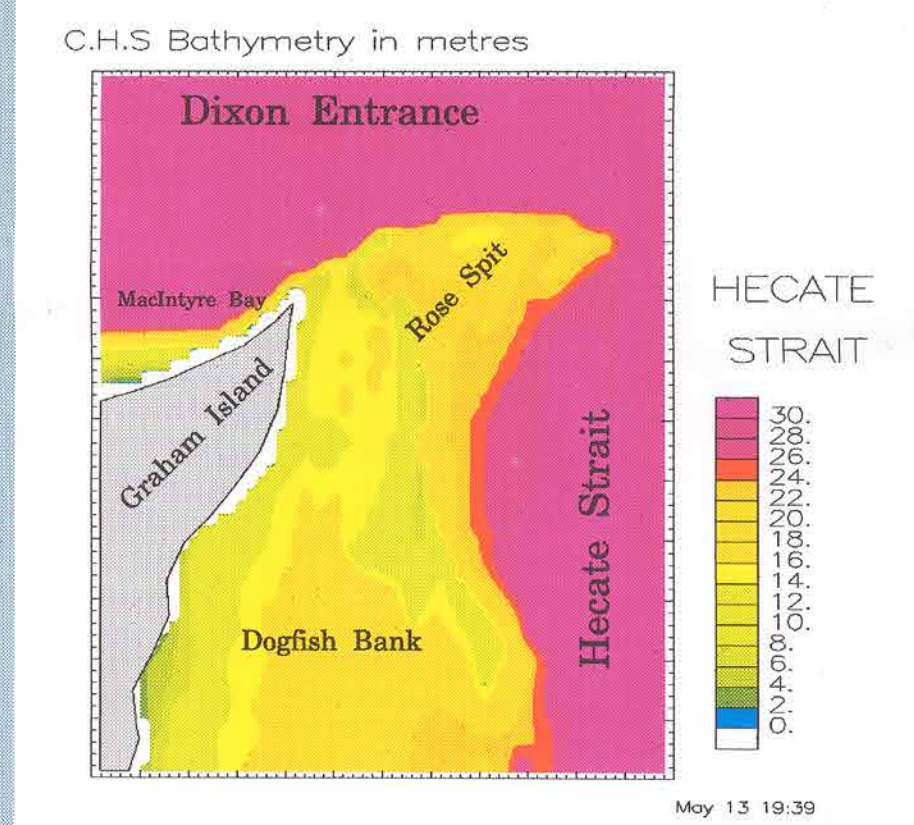 C.H.S Bathymetry in metres
Dixon Entrance
MacIntyre Bay
Rose Spit
Graham Island
Hecate Strait
Dogfish Bank
HECATE
STRAIT
30.
28.
26.
24.
22.
20.
18.
16.
14.
12.
10.
8.
6.
4.
2.
0.
May 13 19:39